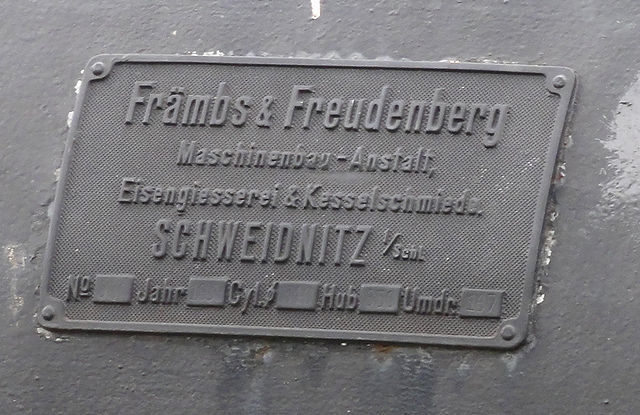 Främbs & Freudenberg
Maschinenbau-Anstalt,
Eisengiesserei & Kesselschmiede.
SCHWEIDNITZ i/Schl.
No Jahr Cyl. ø Hub Umdr.